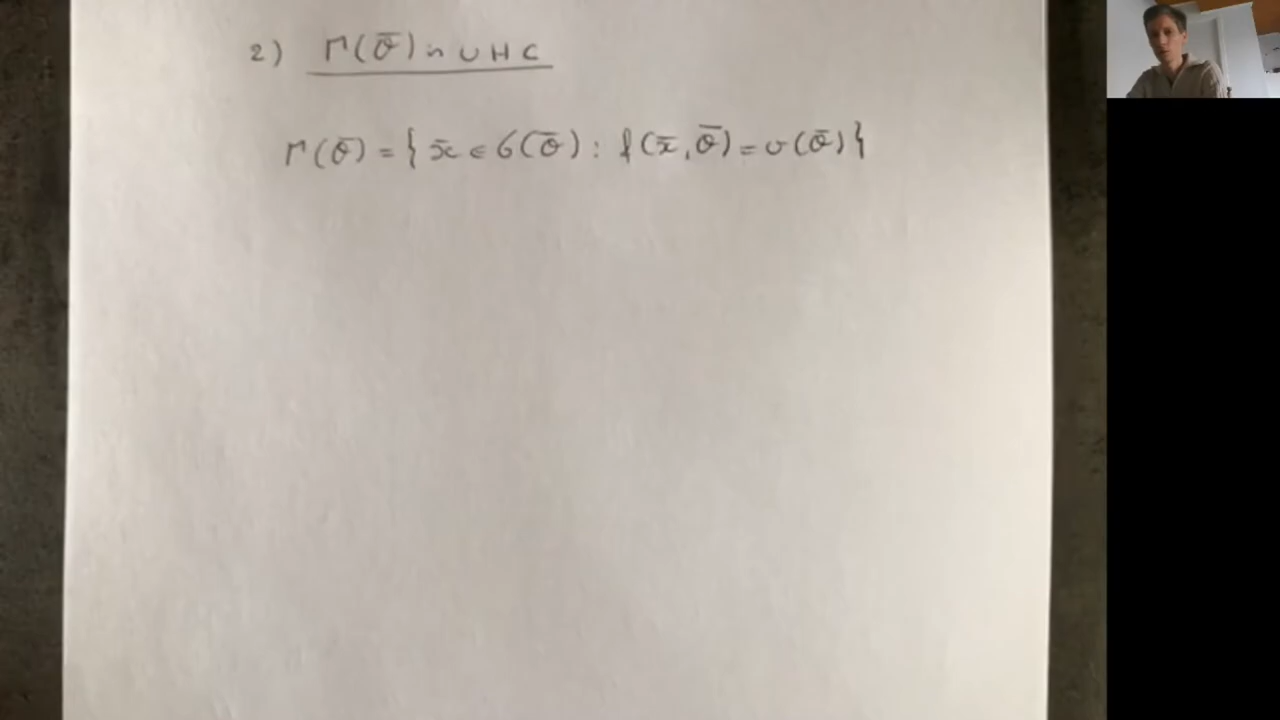 2) Γ(θ̄) is UHC
Γ(θ̄) = { x̄ ∈ G(θ̄) : f(x̄, θ̄) = v(θ̄) }